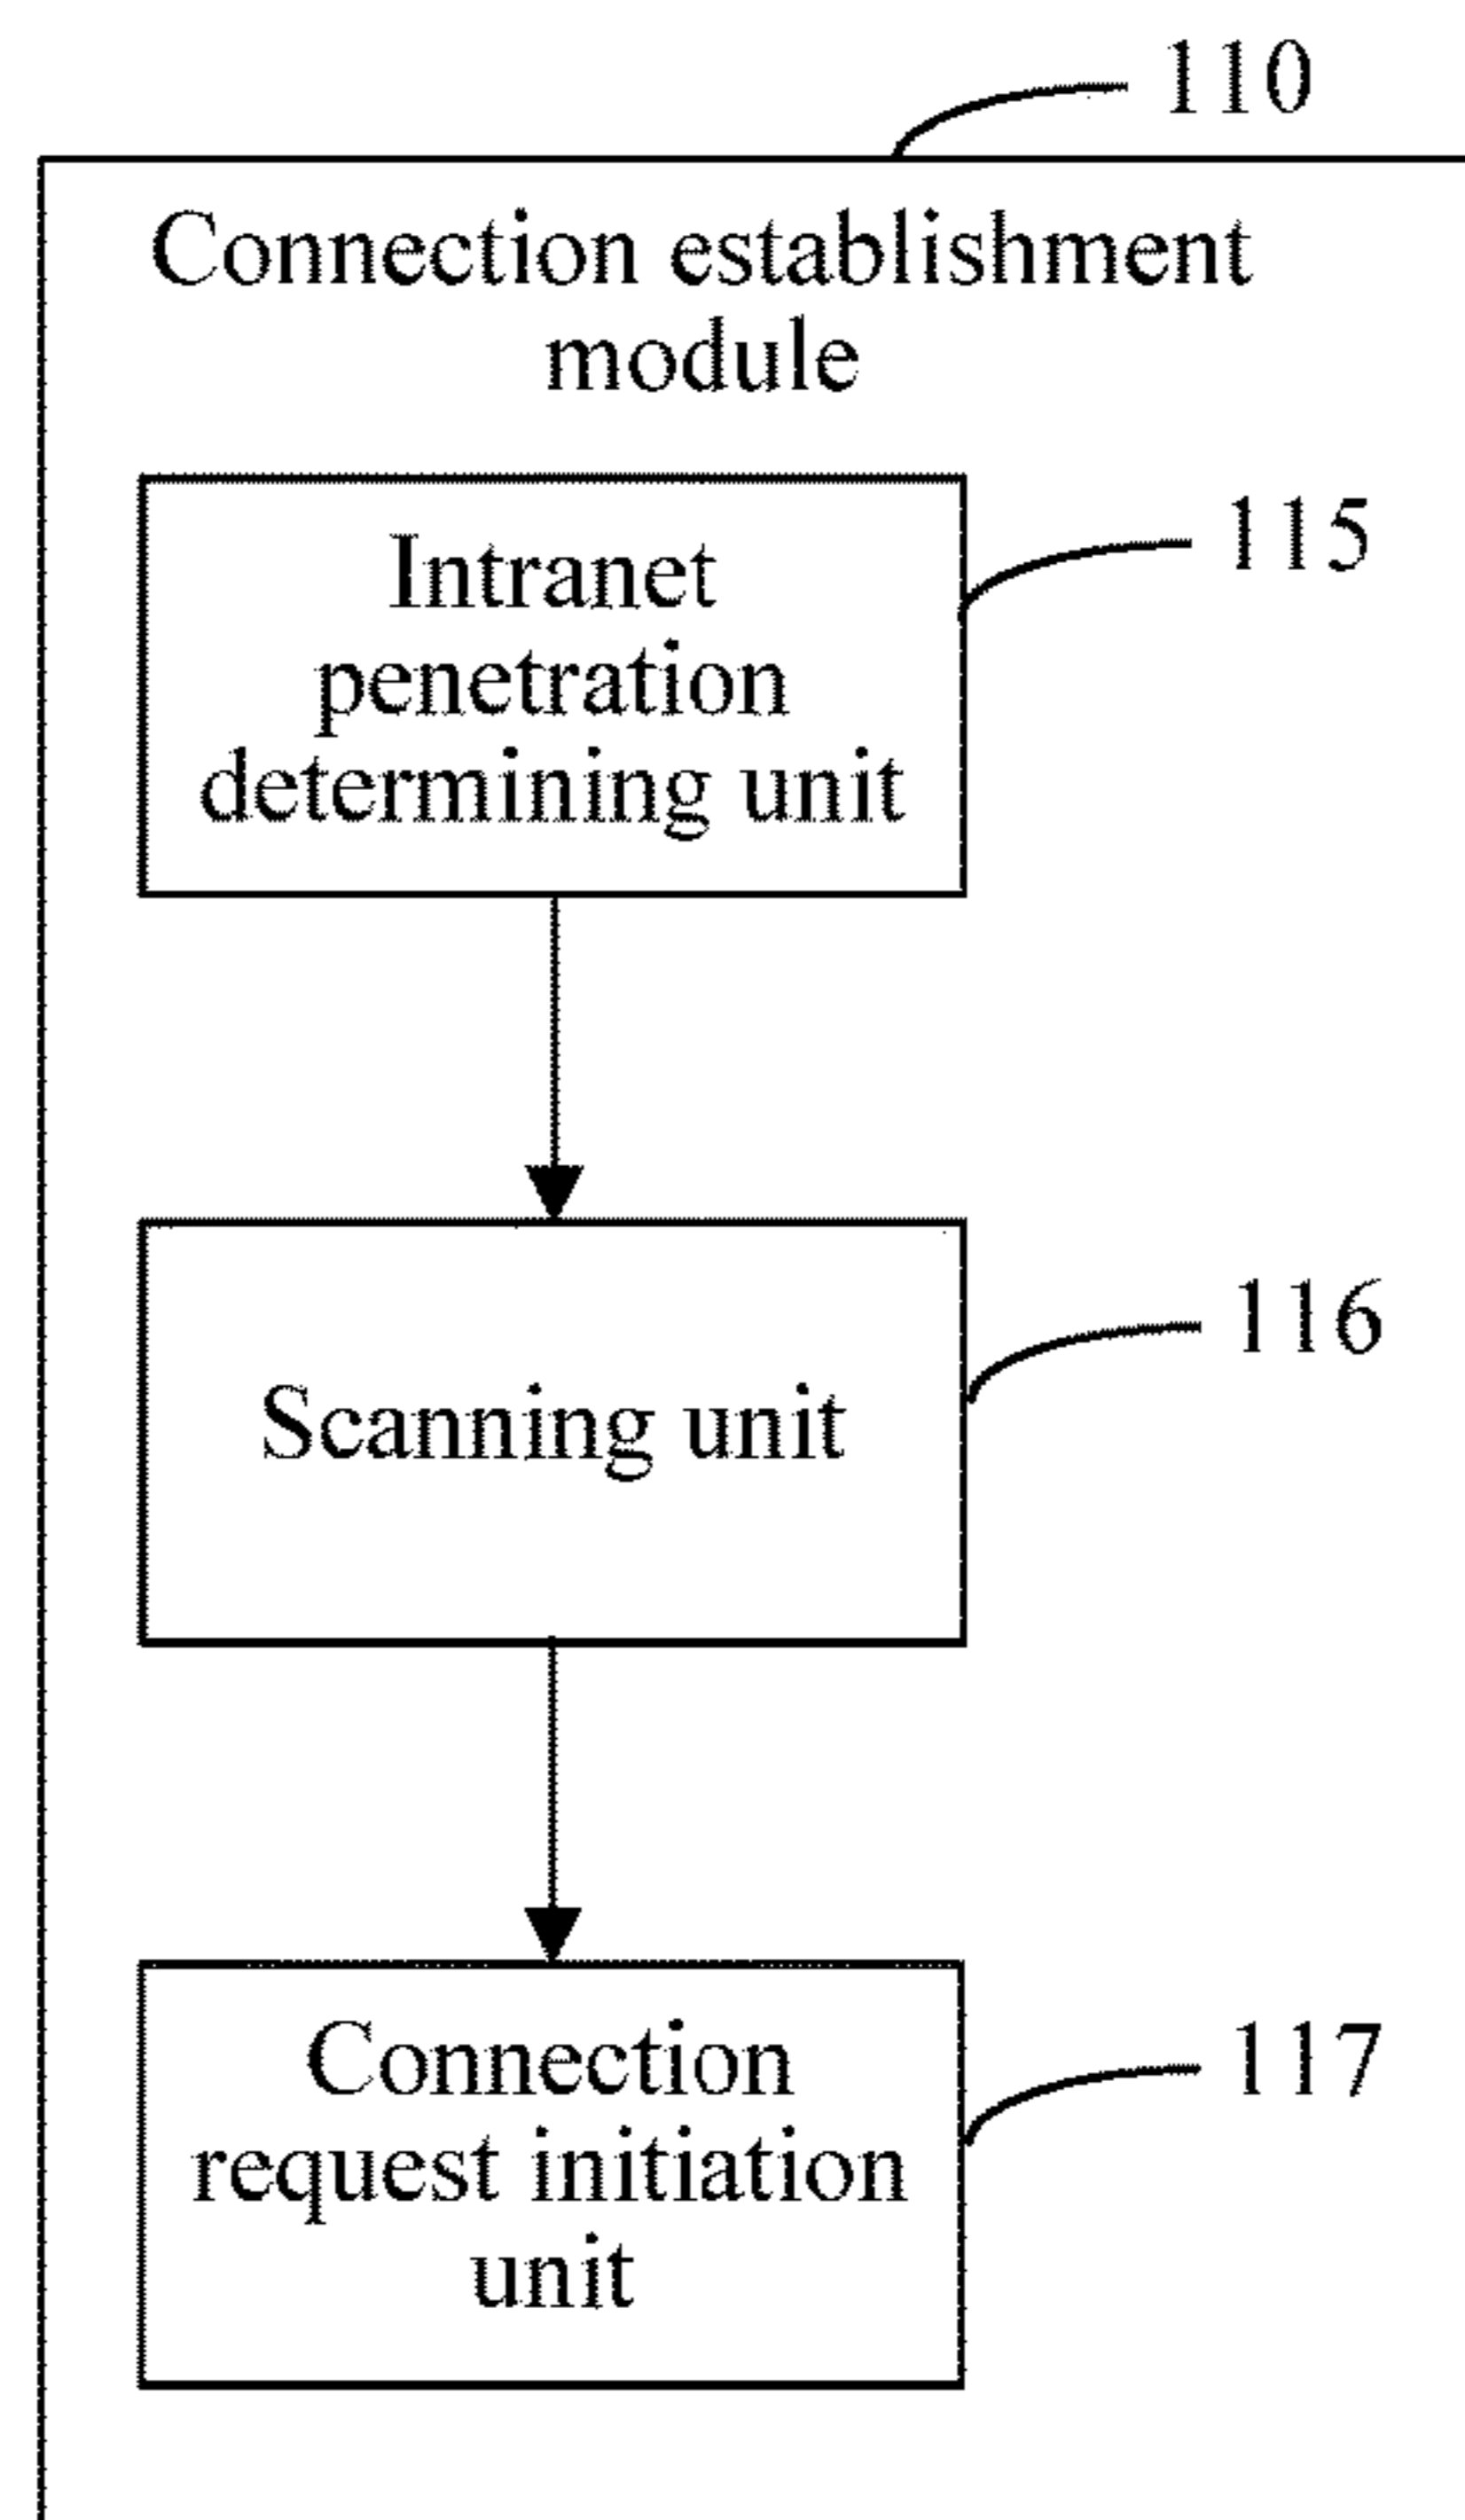 110
Connection establishment
module
Intranet
penetration
determining unit
115
Scanning unit
116
Connection
request initiation
unit
117